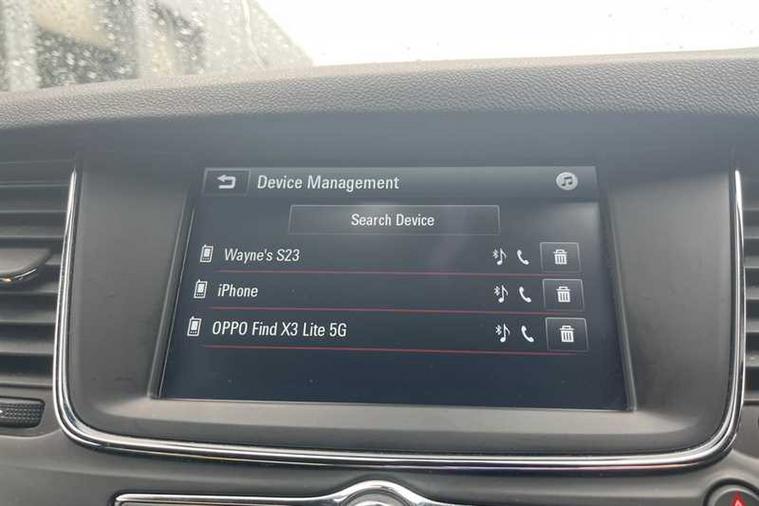 Device Management
Search Device
Wayne's S23
iPhone
OPPO Find X3 Lite 5G